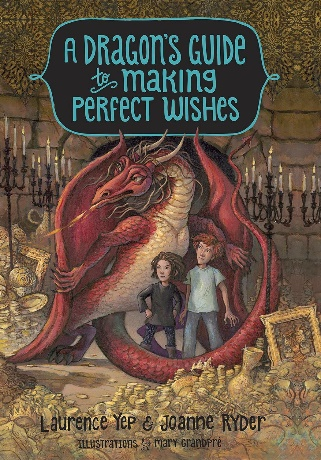 A DRAGON'S GUIDE
to MAKING
PERFECT WISHES
LAURENCE YEP & JOANNE RYDER
ILLUSTRATIONS by MARY GRANDPRÉ